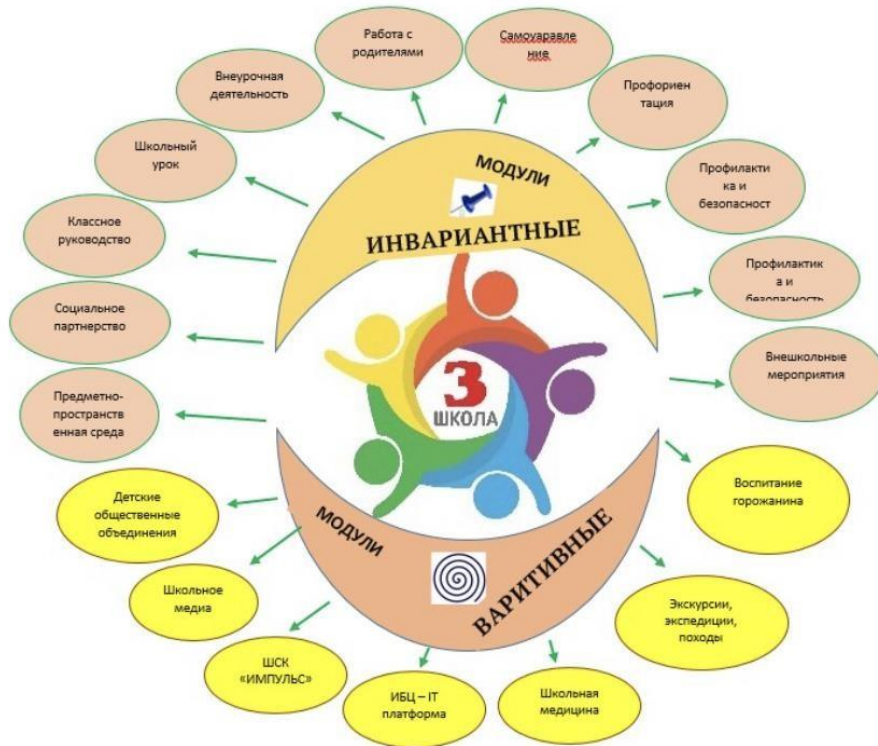 Работа с
родителями
Самоуаравле
ние
Внеурочная
деятельность
Профориен
тация
Школьный
урок
Профилакти
ка и
безопасност
Классное
руководство
Профилактик
а и
безопасность
Социальное
партнерство
Внешкольные
мероприятия
Предметно-
пространств
енная среда
МОДУЛИ
ИНВАРИАНТНЫЕ
3
ШКОЛА
МОДУЛИ
ВАРИТИВНЫЕ
Детские
общественные
объединения
Воспитание
горожанина
Школьное
медиа
Экскурсии,
экспедиции,
походы
ШСК
«ИМПУЛЬС»
ИБЦ – IT
платформа
Школьная
медицина